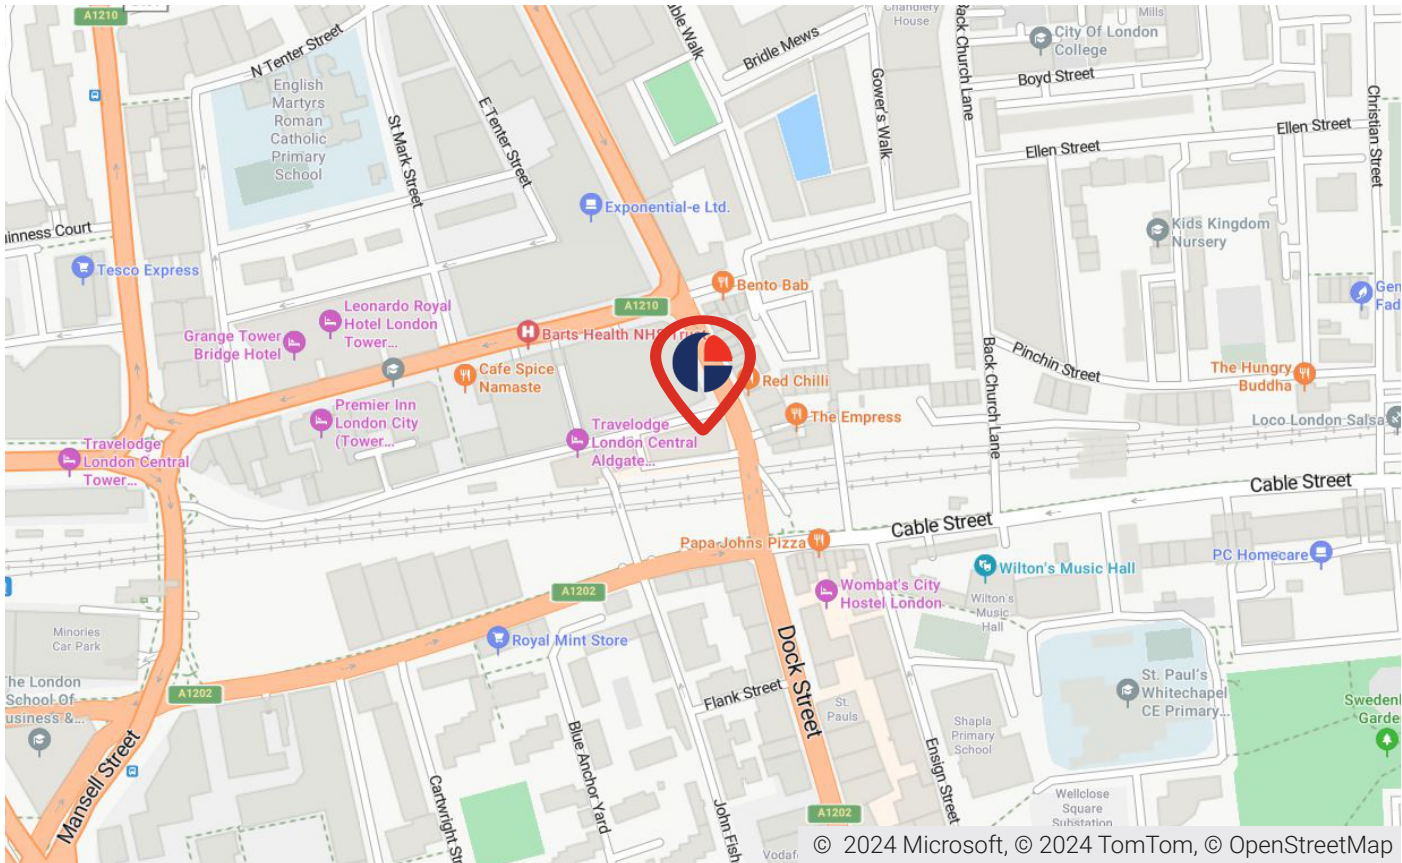 A1210
N Tenter Street
English
Martyrs
Roman
Catholic
Primary
School
St Mark Street
E Tenter Street
Bridle Mews
Chandlery
House
Gower's Walk
Back Church Lane
Mills
City Of London
College
Boyd Street
Ellen Street
Ellen Street
Christian Street
Exponential-e Ltd.
Kids Kingdom
Nursery
Tesco Express
Bento Bab
A1210
Leonardo Royal
Hotel London
Tower...
Grange Tower
Bridge Hotel
Barts Health NHS Trust
Pinchin Street
Back Church Lane
The Hungry
Buddha
Cafe Spice
Namaste
Red Chilli
Premier Inn
London City
(Tower...
The Empress
Loco London Salsa
Travelodge
London Central
Aldgate...
Travelodge
London Central
Tower...
Cable Street
Cable Street
Papa Johns Pizza
PC Homecare
Wilton's Music Hall
Wilton's
Music
Hall
Wombat's City
Hostel London
A1202
Royal Mint Store
Minories
Car Park
Dock Street
Flank Street
St.
Pauls
St. Paul's
Whitechapel
CE Primary...
A1202
Mansell Street
Blue Anchor Yard
Cartwright
Ensign Street
Shapla
Primary
School
Wellclose
Square
Substation
A1202
© 2024 Microsoft, © 2024 TomTom, © OpenStreetMap